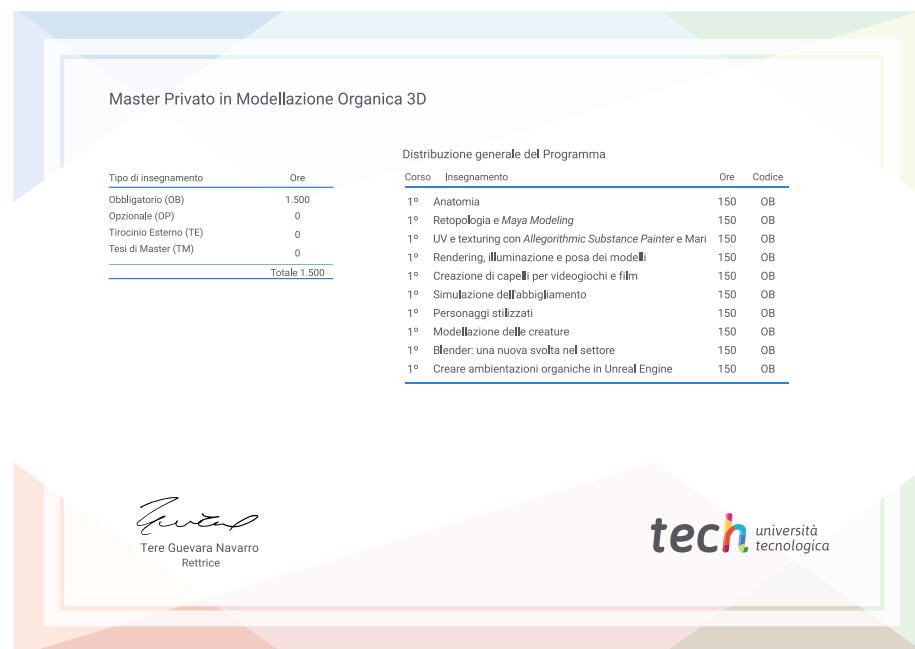 Master Privato in Modellazione Organica 3D
Tipo di insegnamento Ore
Obbligatorio (OB) 1.500
Opzionale (OP) 0
Tirocinio Esterno (TE) 0
Tesi di Master (TM) 0
Totale 1.500
Distribuzione generale del Programma
Corso Insegnamento Ore Codice
1º Anatomia 150 OB
1º Retopologia e Maya Modeling 150 OB
1º UV e texturing con Allegorithmic Substance Painter e Mari 150 OB
1º Rendering, illuminazione e posa dei modelli 150 OB
1º Creazione di capelli per videogiochi e film 150 OB
1º Simulazione dell'abbigliamento 150 OB
1º Personaggi stilizzati 150 OB
1º Modellazione delle creature 150 OB
1º Blender: una nuova svolta nel settore 150 OB
1º Creare ambientazioni organiche in Unreal Engine 150 OB
Tere Guevara Navarro
Rettrice
tech università
tecnologica